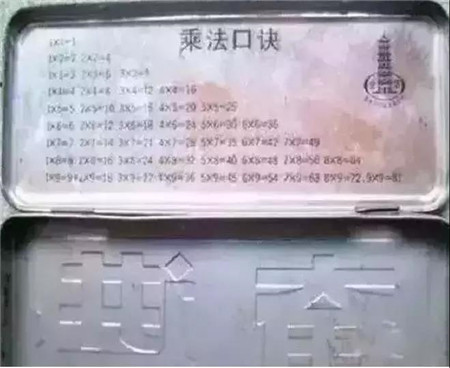 乘法口诀
1X1=1
1X2=2 2X2=4
1X3=3 2X3=6 3X3=9
1X4=4 2X4=8 3X4=12 4X4=16
1X5=5 2X5=10 3X5=15 4X5=20 5X5=25
1X6=6 2X6=12 3X6=18 4X6=24 5X6=30 6X6=36
1X7=7 2X7=14 3X7=21 4X7=28 5X7=35 6X7=42 7X7=49
1X8=8 2X8=16 3X8=24 4X8=32 5X8=40 6X8=48 7X8=56 8X8=64
1X9=9 2X9=18 3X9=27 4X9=36 5X9=45 6X9=54 7X9=63 8X9=72 9X9=81